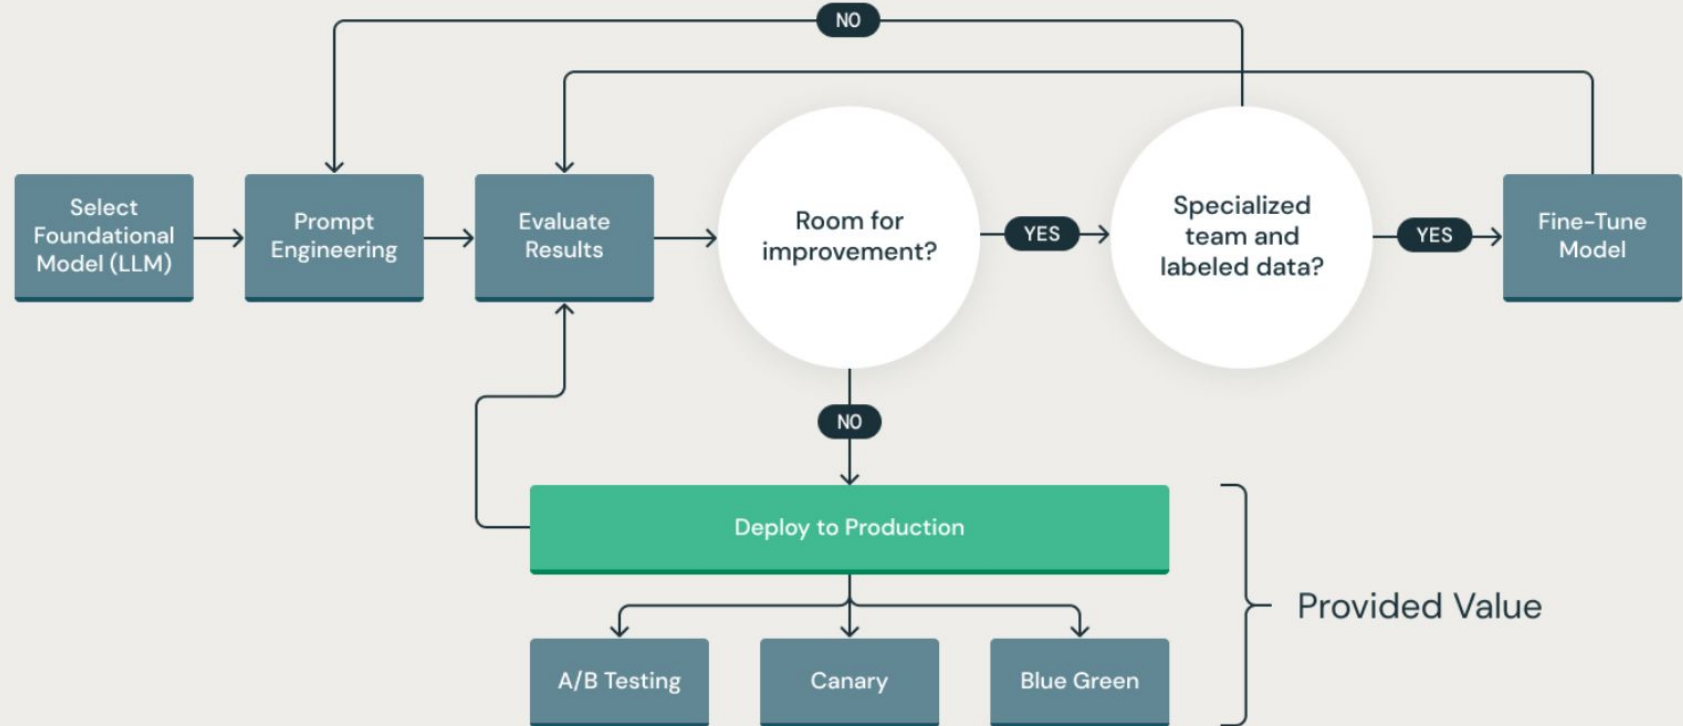 NO
Select
Foundational
Model (LLM)
Prompt
Engineering
Evaluate
Results
Room for
improvement?
YES
Specialized
team and
labeled data?
YES
Fine-Tune
Model
NO
Deploy to Production
Provided Value
A/B Testing
Canary
Blue Green